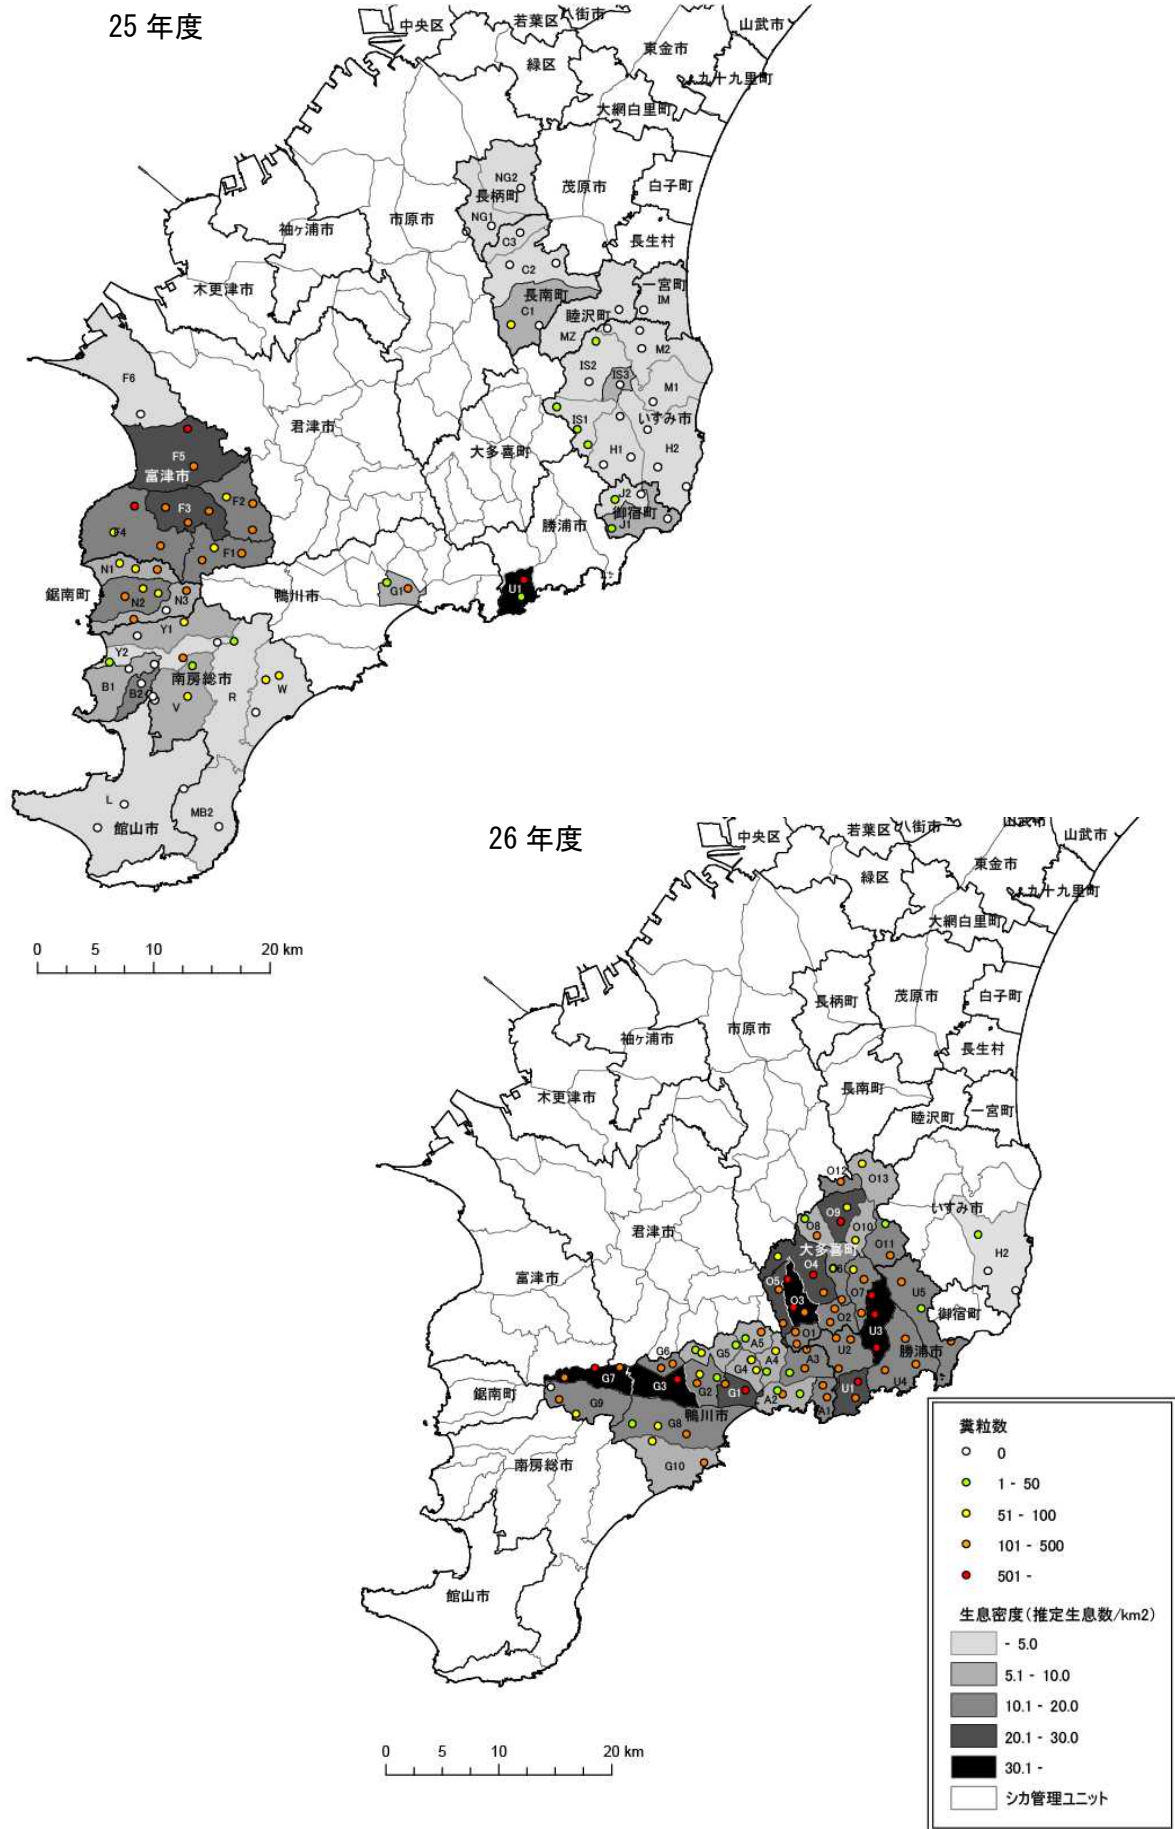 25 年度
中央区
若葉区
八街市
山武市
緑区
東金市
九十九里町
大網白里町
NG2
長柄町
茂原市
白子町
NG1
市原市
袖ヶ浦市
C3
長生村
C2
木更津市
長南町
一宮町
IM
C1
睦沢町
MZ
M2
F6
IS2
IS3
M1
君津市
IS1
いすみ市
大多喜町
H1
H2
F5
富津市
F2
F3
J2
御宿町
F4
勝浦市
J1
F1
N1
鋸南町
鴨川市
G1
U1
N2
N3
Y1
Y2
南房総市
B1
B2
V
R
W
L
MB2
館山市
0 5 10 20 km
26 年度
中央区
若葉区
八街市
山武市
山武市
緑区
東金市
九十九里町
大網白里町
長柄町
茂原市
白子町
市原市
袖ヶ浦市
長生村
長南町
木更津市
睦沢町
一宮町
O12
O13
いすみ市
O9
君津市
O8
O10
大多喜町
O11
H2
富津市
O4
O5
O6
O3
O7
U5
御宿町
O2
O1
U3
A5
U2
勝浦市
G6
G5
A4
G4
A3
G7
G3
G2
G1
U1
U4
鋸南町
G9
A2
A1
G8
鴨川市
南房総市
G10
館山市
0 5 10 20 km
糞粒数
0
1 - 50
51 - 100
101 - 500
501 -
生息密度(推定生息数/km2)
- 5.0
5.1 - 10.0
10.1 - 20.0
20.1 - 30.0
30.1 -
シカ管理ユニット